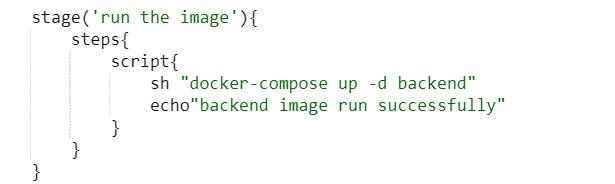 stage('run the image'){
steps{
script{
sh "docker-compose up -d backend"
echo"backend image run successfully"
}
}
}